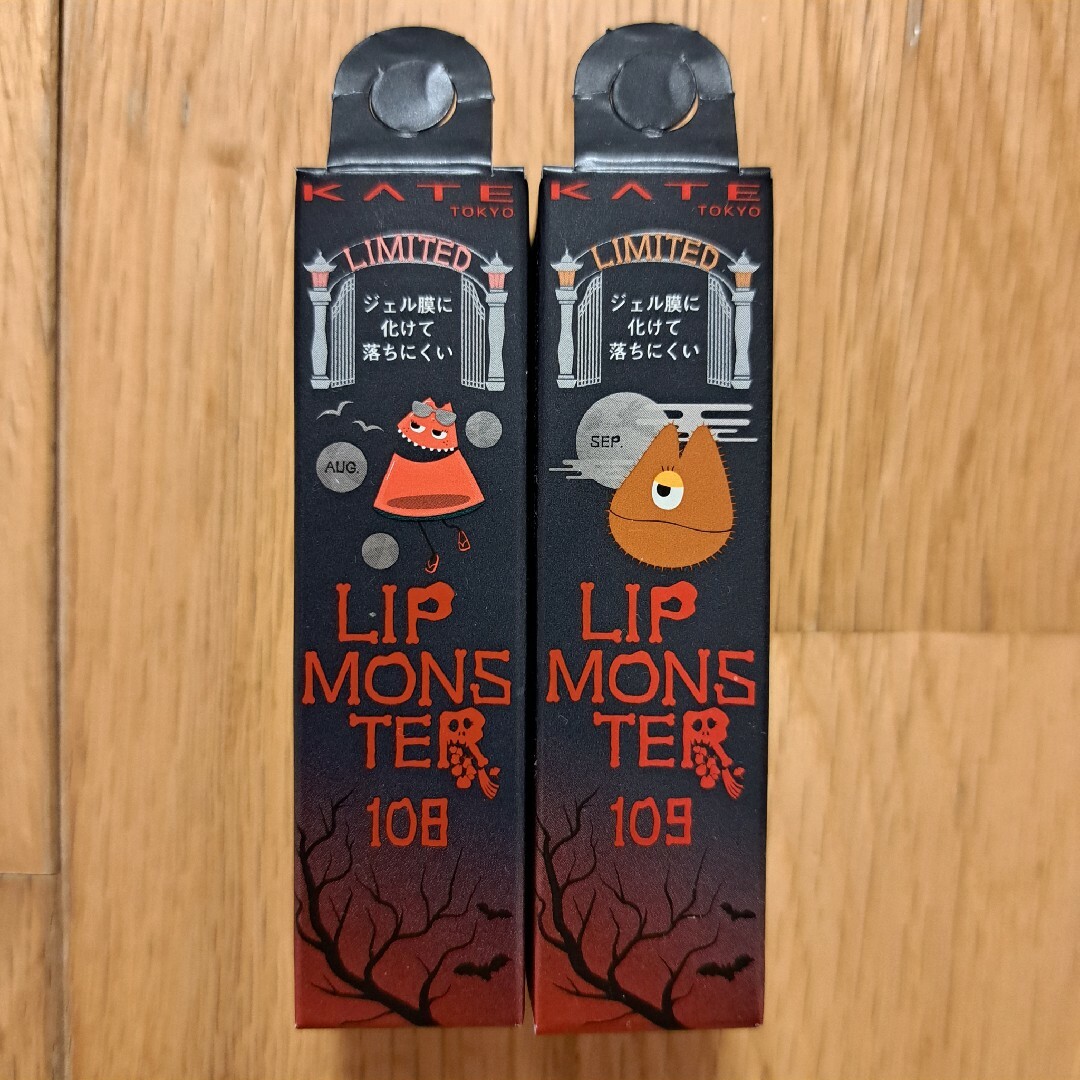 KATE
TOKYO
LIMITED
ジェル膜に
化けて
落ちにくい
AUG.
LIP
MONS
TER
108
KATE
TOKYO
LIMITED
ジェル膜に
化けて
落ちにくい
SEP.
LIP
MONS
TER
109